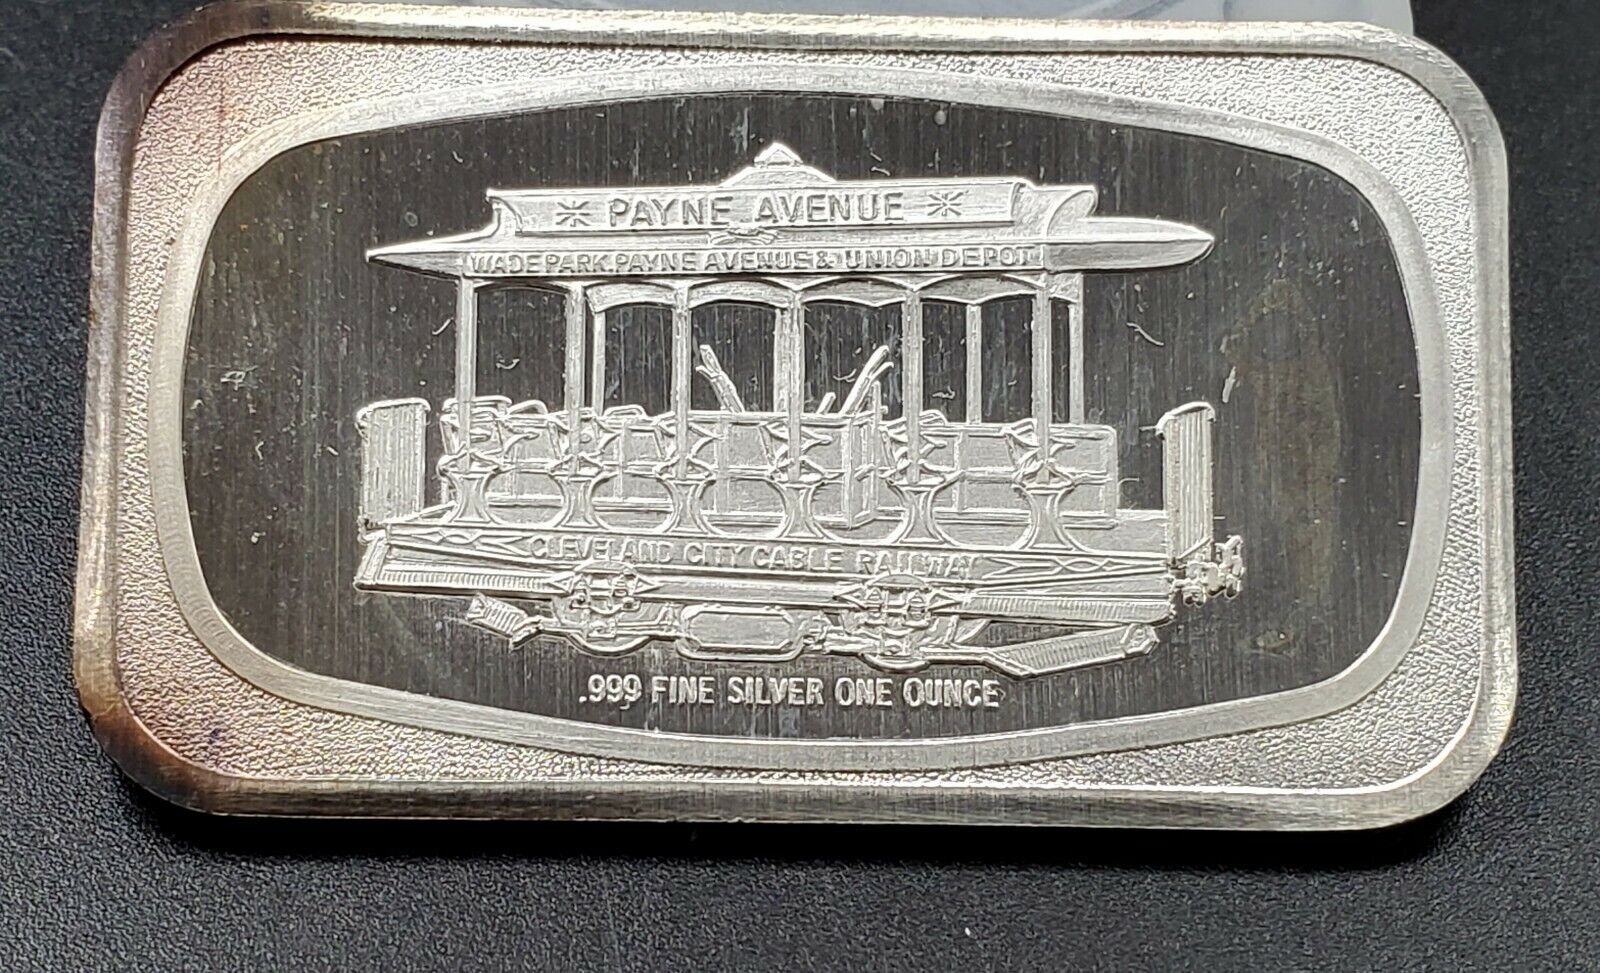 PAYNE AVENUE
WADE PARK, PAYNE AVENUE & UNION DEPOT
CLEVELAND CITY CABLE RAILWAY
.999 FINE SILVER ONE OUNCE